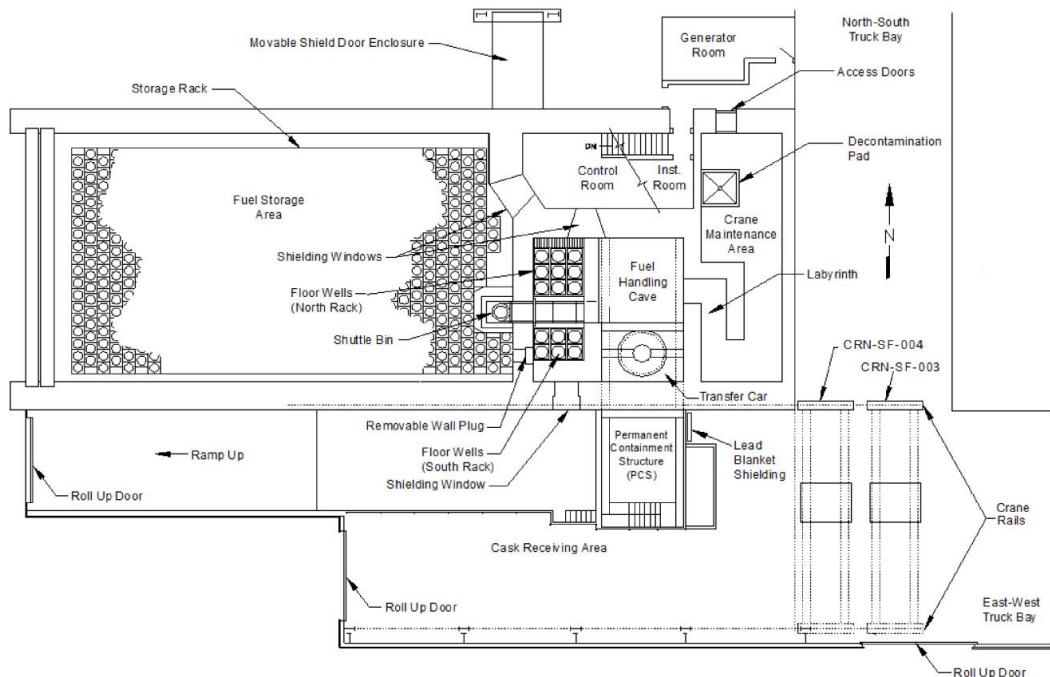 Generator
Room
North-South
Truck Bay
Movable Shield Door Enclosure
Access Doors
Storage Rack
Decontamination
Pad
DN
Control
Room
Inst.
Room
Fuel Storage
Area
Crane
Maintenance
Area
N
Shielding Windows
Fuel
Handling
Cave
Labyrinth
Floor Wells
(North Rack)
Shuttle Bin
CRN-SF-004
CRN-SF-003
Transfer Car
Removable Wall Plug
Ramp Up
Floor Wells
(South Rack)
Permanent
Containment
Structure
(PCS)
Lead
Blanket
Shielding
Shielding Window
Roll Up Door
Crane
Rails
Cask Receiving Area
Roll Up Door
East-West
Truck Bay
Roll Up Door